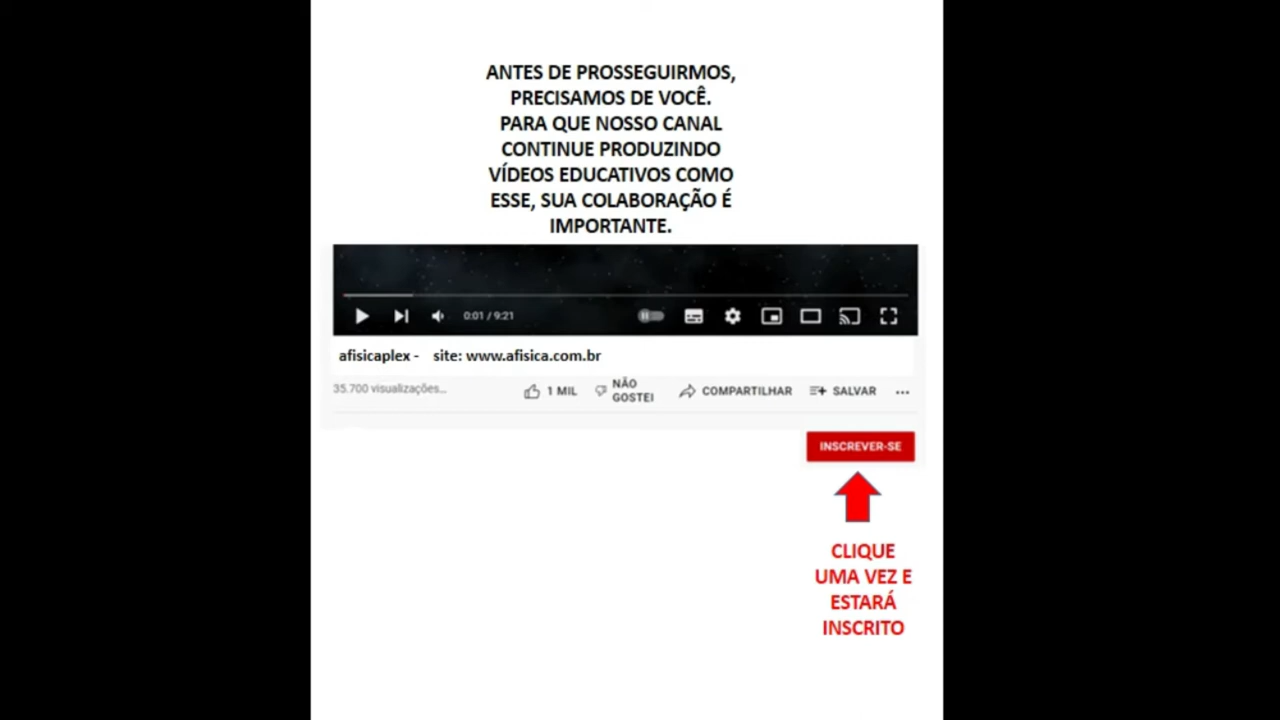 ANTES DE PROSSEGUIRMOS,
PRECISAMOS DE VOCÊ.
PARA QUE NOSSO CANAL
CONTINUE PRODUZINDO
VÍDEOS EDUCATIVOS COMO
ESSE, SUA COLABORAÇÃO É
IMPORTANTE.
0:01 / 9:21
afisicaplex - site: www.afisica.com.br
35.700 visualizações...
1 MIL
NÃO
GOSTEI
COMPARTILHAR
SALVAR
INSCREVER-SE
CLIQUE
UMA VEZ E
ESTARÁ
INSCRITO